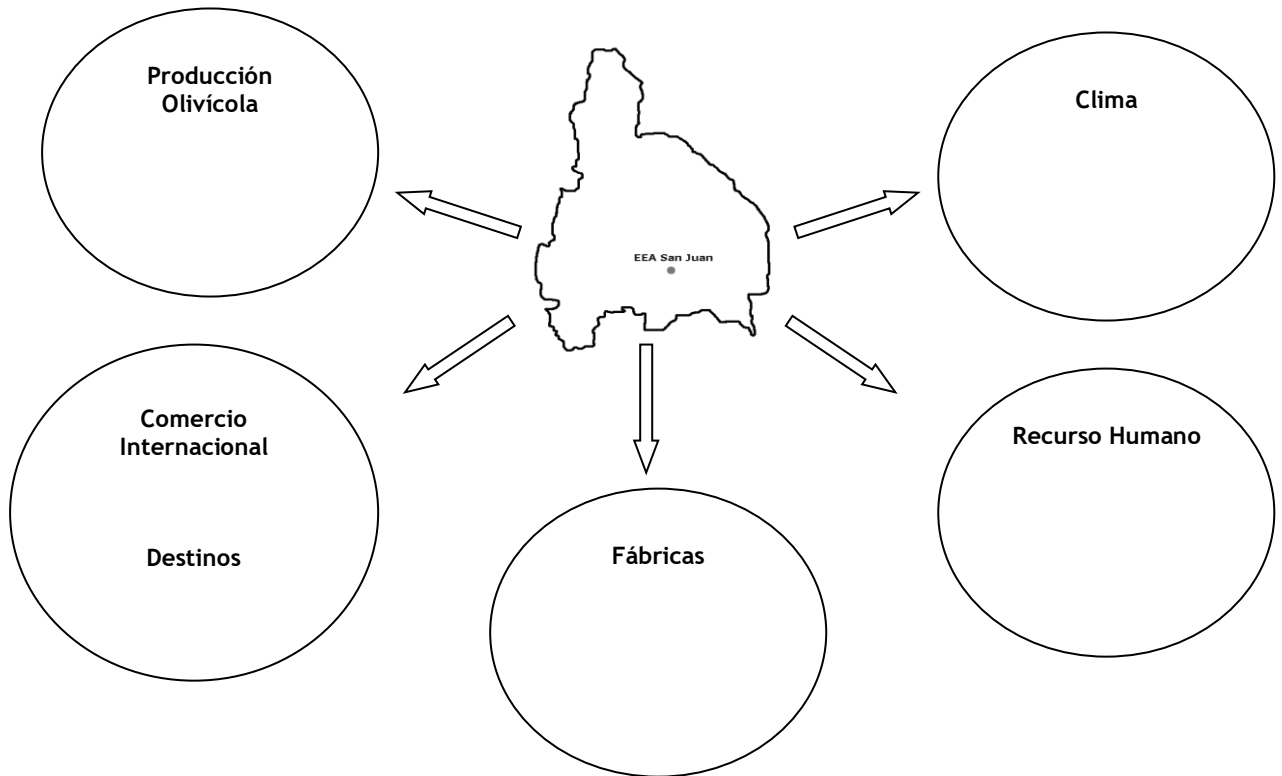 Producción
Olivícola
Clima
EEA San Juan
Comercio
Internacional
Destinos
Recurso Humano
Fábricas